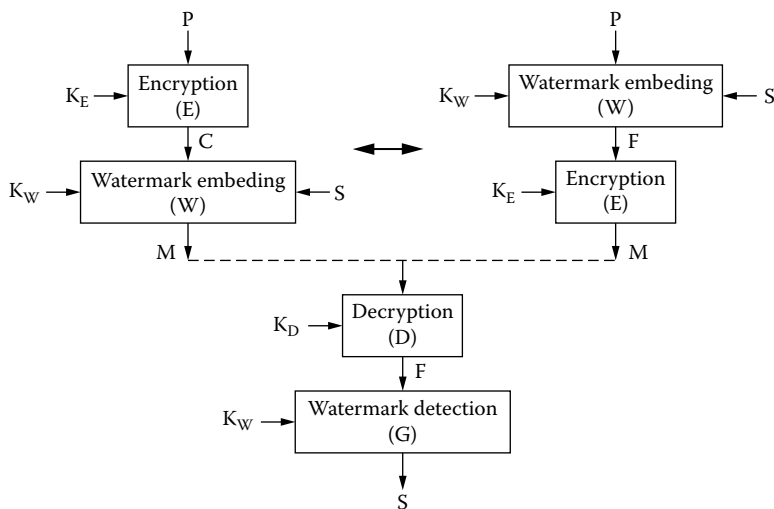 P
K_E
Encryption
(E)
C
K_W
Watermark embeding
(W)
S
M
P
K_W
Watermark embeding
(W)
S
F
K_E
Encryption
(E)
M
K_D
Decryption
(D)
F
K_W
Watermark detection
(G)
S